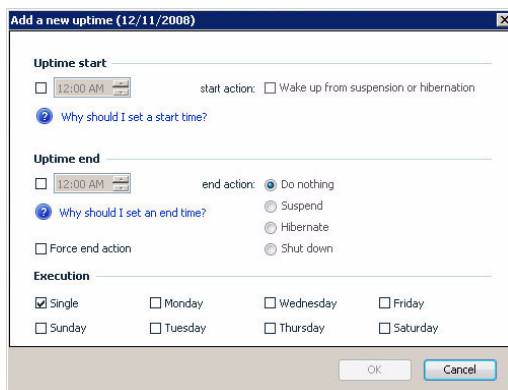 Add a new uptime (12/11/2008)
Uptime start
12:00 AM start action: Wake up from suspension or hibernation
? Why should I set a start time?
Uptime end
12:00 AM end action: Do nothing
? Why should I set an end time? Suspend
Hibernate
Force end action Shut down
Execution
Single Monday Wednesday Friday
Sunday Tuesday Thursday Saturday
OK Cancel